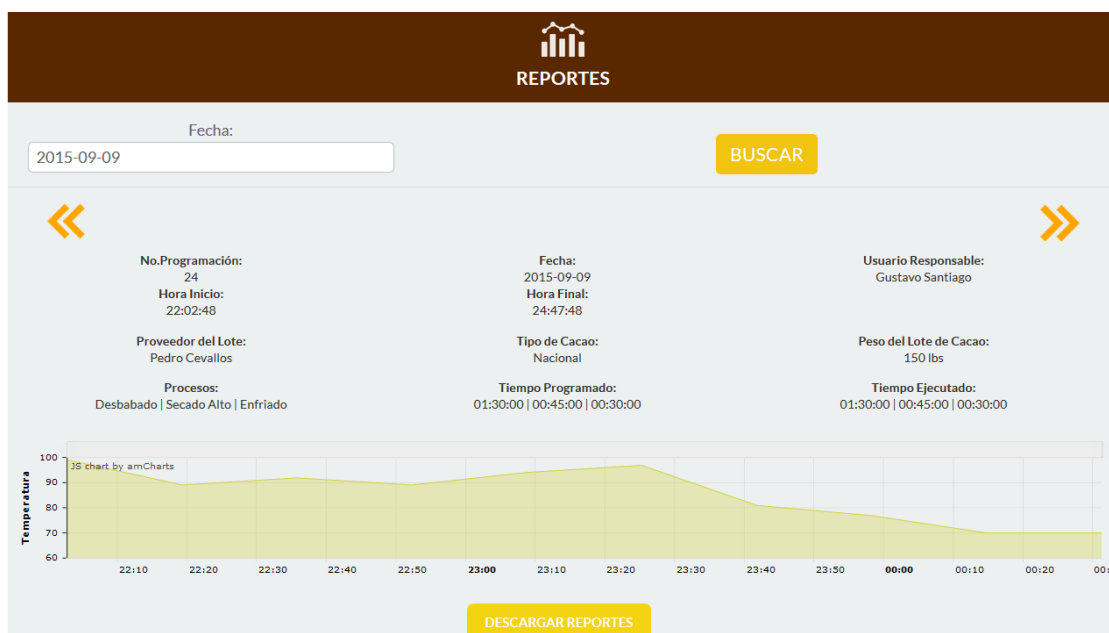 REPORTES
Fecha:
2015-09-09
BUSCAR
No.Programación:
24
Hora Inicio:
22:02:48
Fecha:
2015-09-09
Hora Final:
24:47:48
Usuario Responsable:
Gustavo Santiago
Proveedor del Lote:
Pedro Cevallos
Tipo de Cacao:
Nacional
Peso del Lote de Cacao:
150 lbs
Procesos:
Desbabado | Secado Alto | Enfriado
Tiempo Programado:
01:30:00 | 00:45:00 | 00:30:00
Tiempo Ejecutado:
01:30:00 | 00:45:00 | 00:30:00
JS chart by amCharts
Temperatura
100
90
80
70
60
22:10 22:20 22:30 22:40 22:50 23:00 23:10 23:20 23:30 23:40 23:50 00:00 00:10 00:20
DESCARGAR REPORTES